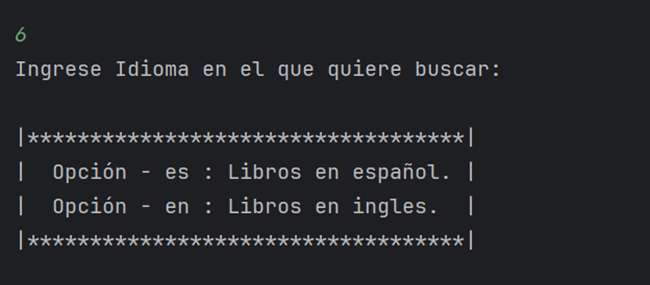 6
Ingrese Idioma en el que quiere buscar:
|***********************************|
|  Opción - es : Libros en español. |
|  Opción - en : Libros en ingles.  |
|***********************************|